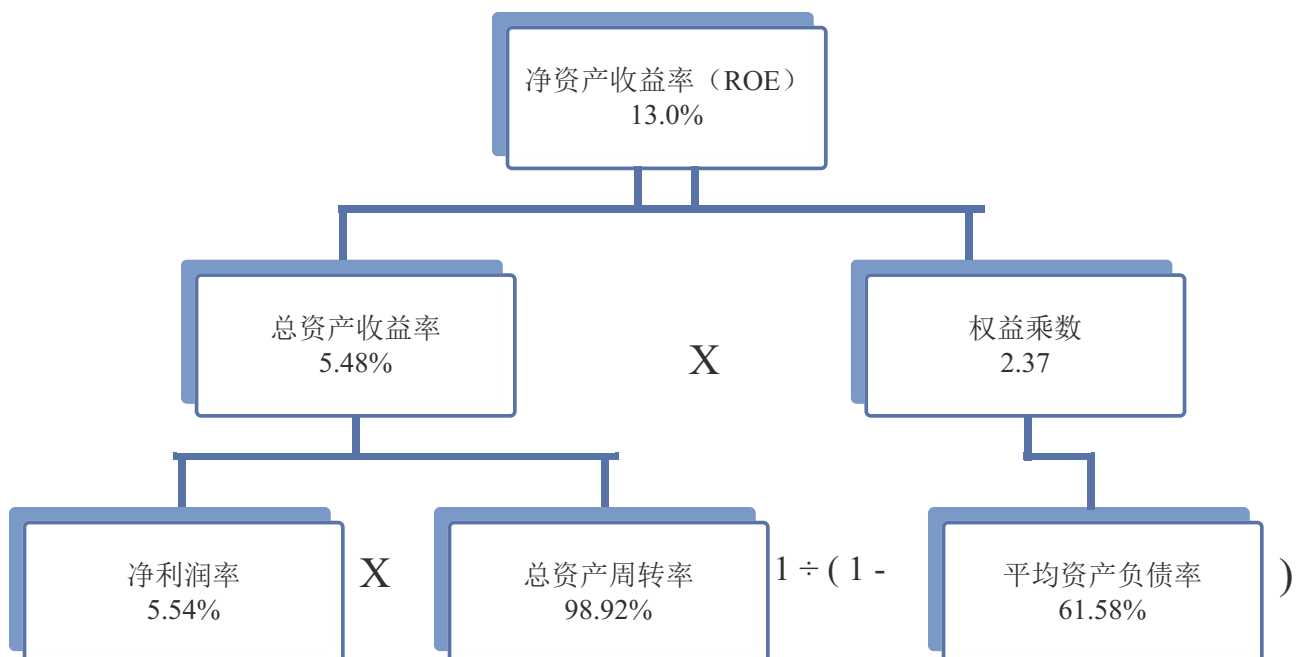 净资产收益率（ROE）
13.0%
总资产收益率
5.48%
X
权益乘数
2.37
净利润率
5.54%
X
总资产周转率
98.92%
1 ÷ ( 1 -
平均资产负债率
61.58%
)